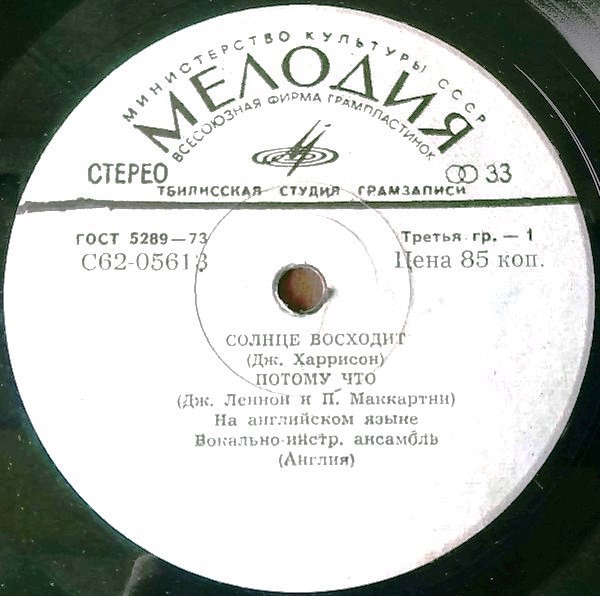 МИНИСТЕРСТВО КУЛЬТУРЫ СССР
МЕЛОДИЯ
ВСЕСОЮЗНАЯ ФИРМА ГРАМПЛАСТИНОК
СТЕРЕО 33
ТБИЛИССКАЯ СТУДИЯ ГРАМЗАПИСИ
ГОСТ 5289—73 Третья гр. — 1
С62-05613 Цена 85 коп.
СОЛНЦЕ ВОСХОДИТ
(Дж. Харрисон)
ПОТОМУ ЧТО
(Дж. Леннон и П. Маккартни)
На английском языке
Вокально-инстр. ансамбль
(Англия)